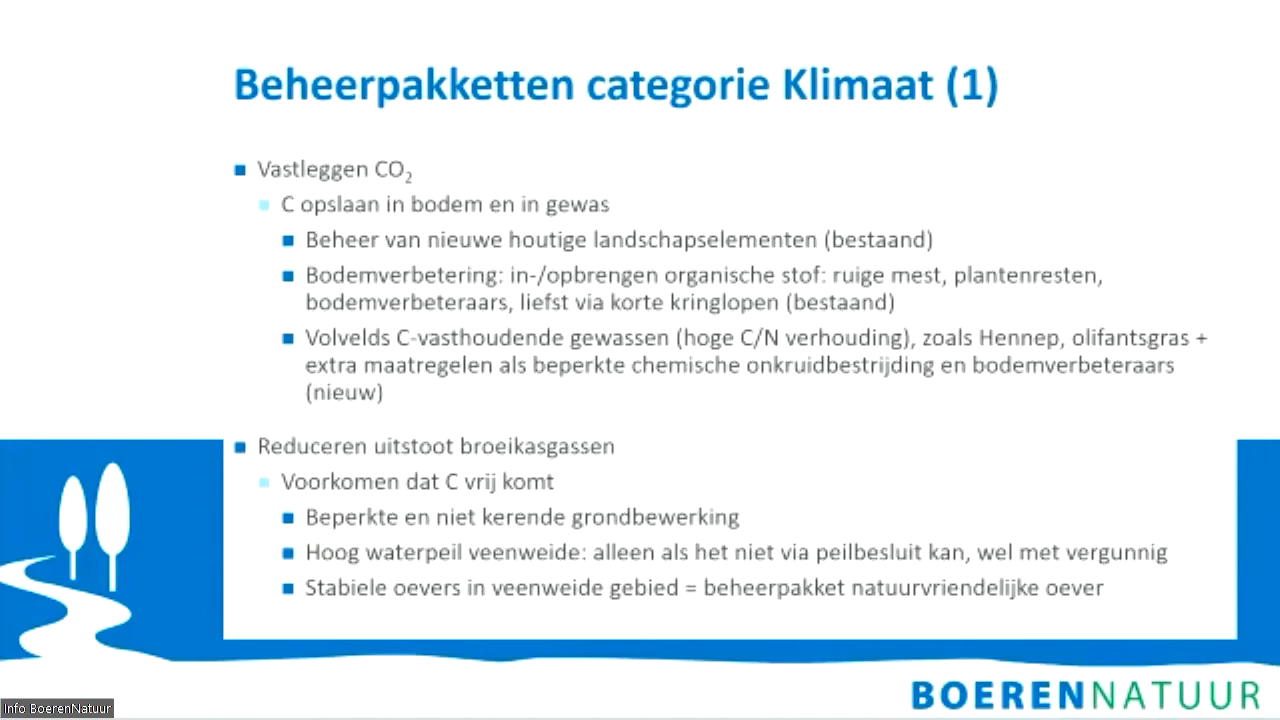 Beheerpakketten categorie Klimaat (1)
Vastleggen CO₂
C opslaan in bodem en in gewas
Beheer van nieuwe houtige landschapselementen (bestaand)
Bodemverbetering: in-/opbrengen organische stof: ruige mest, plantenresten,
bodemverbeteraars, liefst via korte kringlopen (bestaand)
Volvelds C-vasthoudende gewassen (hoge C/N verhouding), zoals Hennep, olifantsgras +
extra maatregelen als beperkte chemische onkruidbestrijding en bodemverbeteraars
(nieuw)
Reduceren uitstoot broeikasgassen
Voorkomen dat C vrij komt
Beperkte en niet kerende grondbewerking
Hoog waterpeil veenweide: alleen als het niet via peilbesluit kan, wel met vergunnig
Stabiele oevers in veenweide gebied = beheerpakket natuurvriendelijke oever
BOERENNATUUR
Info BoerenNatuur